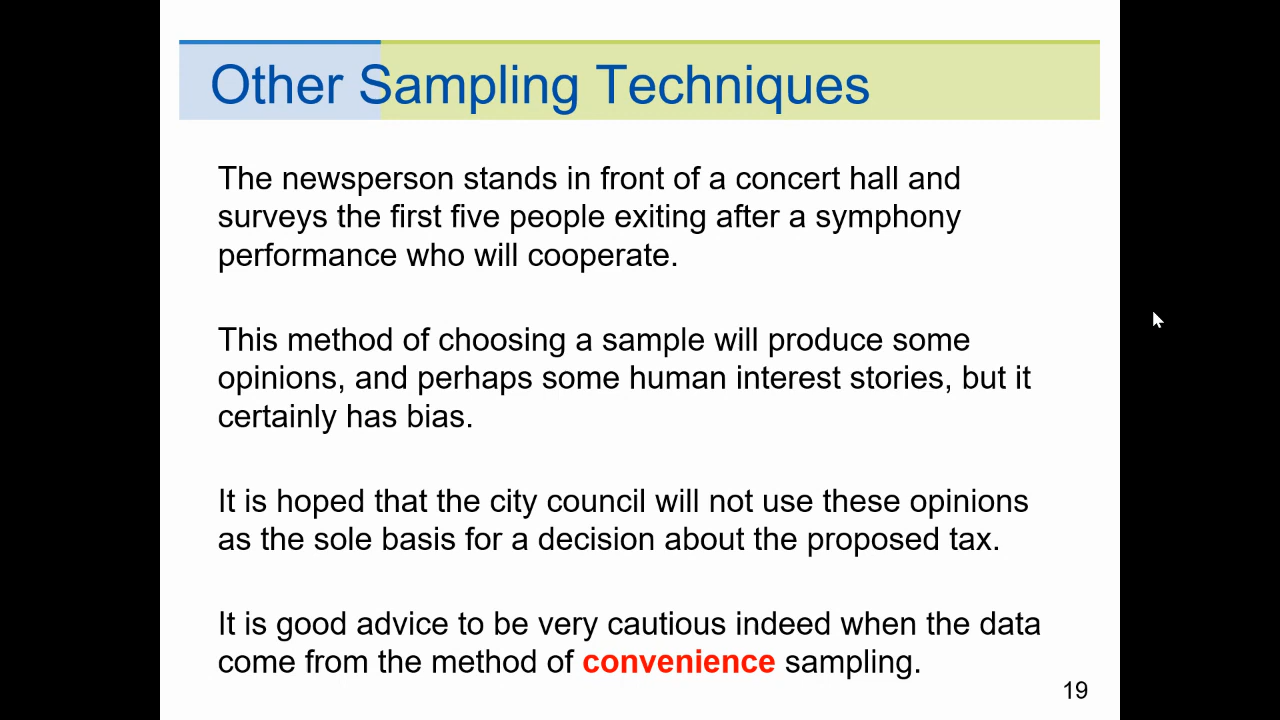 Other Sampling Techniques
The newsperson stands in front of a concert hall and
surveys the first five people exiting after a symphony
performance who will cooperate.
This method of choosing a sample will produce some
opinions, and perhaps some human interest stories, but it
certainly has bias.
It is hoped that the city council will not use these opinions
as the sole basis for a decision about the proposed tax.
It is good advice to be very cautious indeed when the data
come from the method of convenience sampling.
19